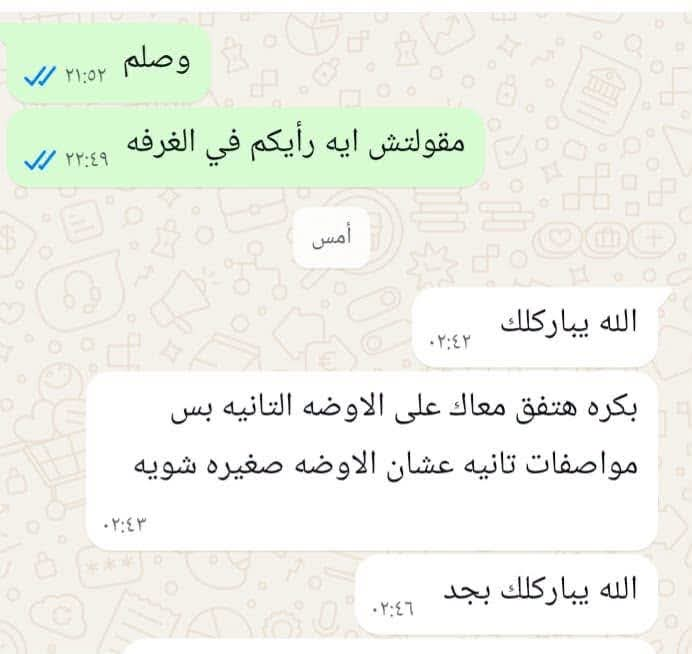 وصلم
٢١:٥٢
مقولتش ايه رأيكم في الغرفه
٢٢:٤٩
أمس
الله يباركلك
٠٢:٤٢
بكره هتفق معاك على الاوضه التانيه بس
مواصفات تانيه عشان الاوضه صغيره شويه
٠٢:٤٣
الله يباركلك بجد
٠٢:٤٦